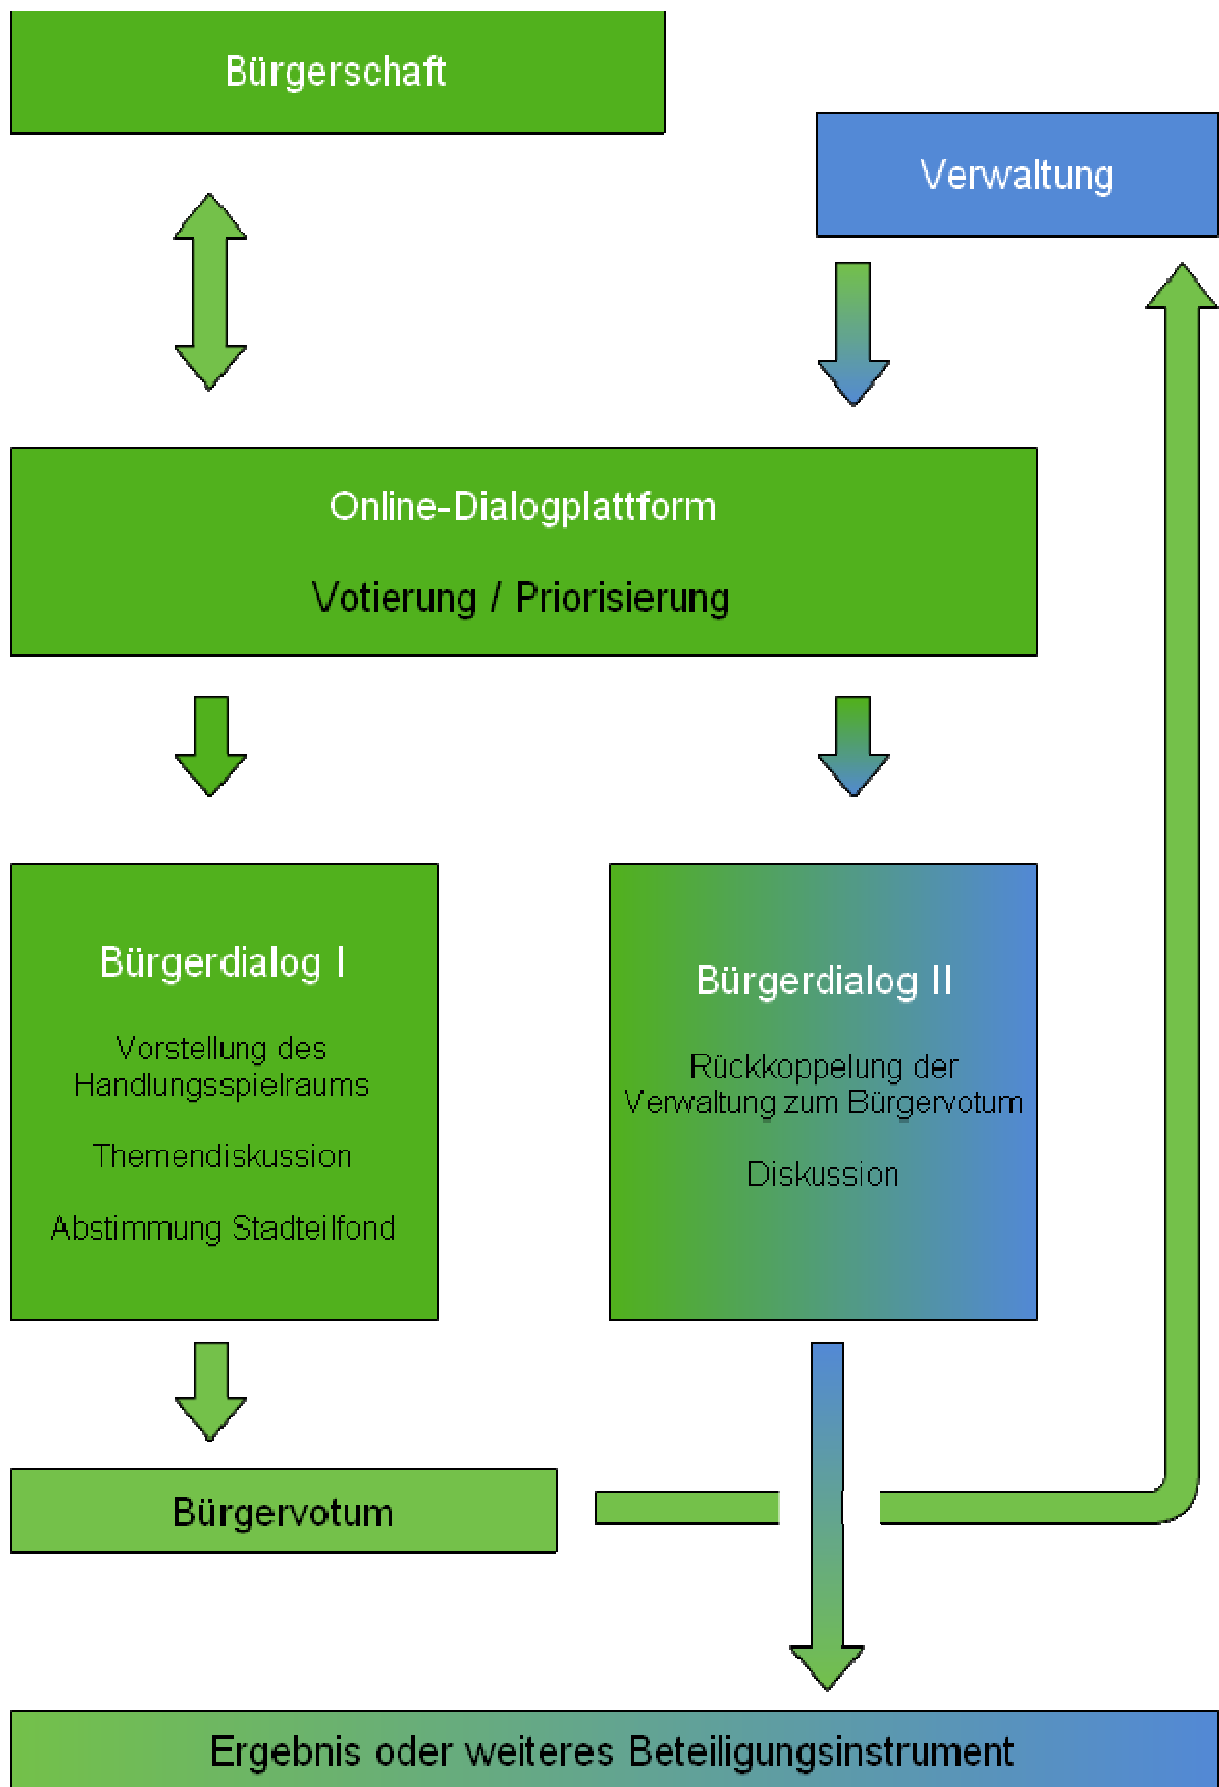 Bürgerschaft
Verwaltung
Online-Dialogplattform
Votierung / Priorisierung
Bürgerdialog I
Vorstellung des
Handlungsspielraums
Themendiskussion
Abstimmung Stadteilfond
Bürgerdialog II
Rückkoppelung der
Verwaltung zum Bürgervotum
Diskussion
Bürgervotum
Ergebnis oder weiteres Beteiligungsinstrument